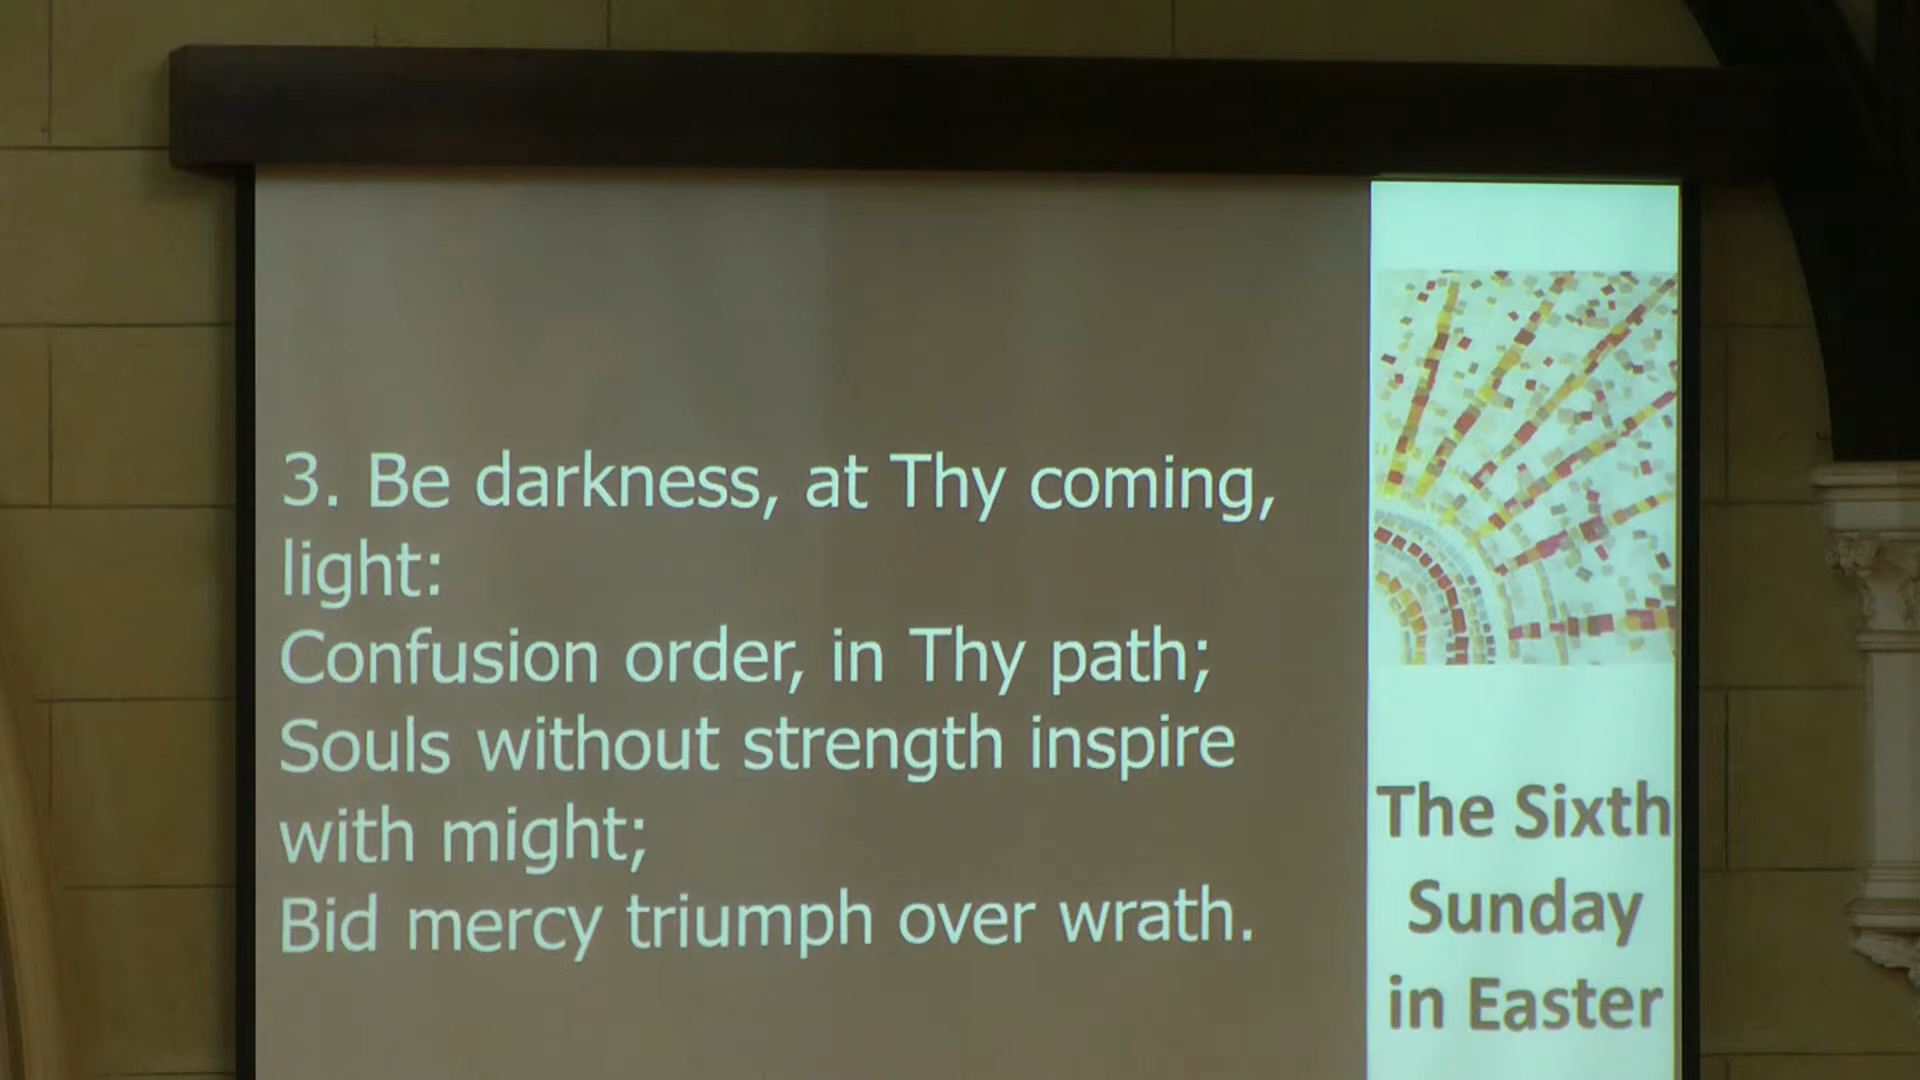 3. Be darkness, at Thy coming,
light:
Confusion order, in Thy path;
Souls without strength inspire
with might;
Bid mercy triumph over wrath.
The Sixth
Sunday
in Easter